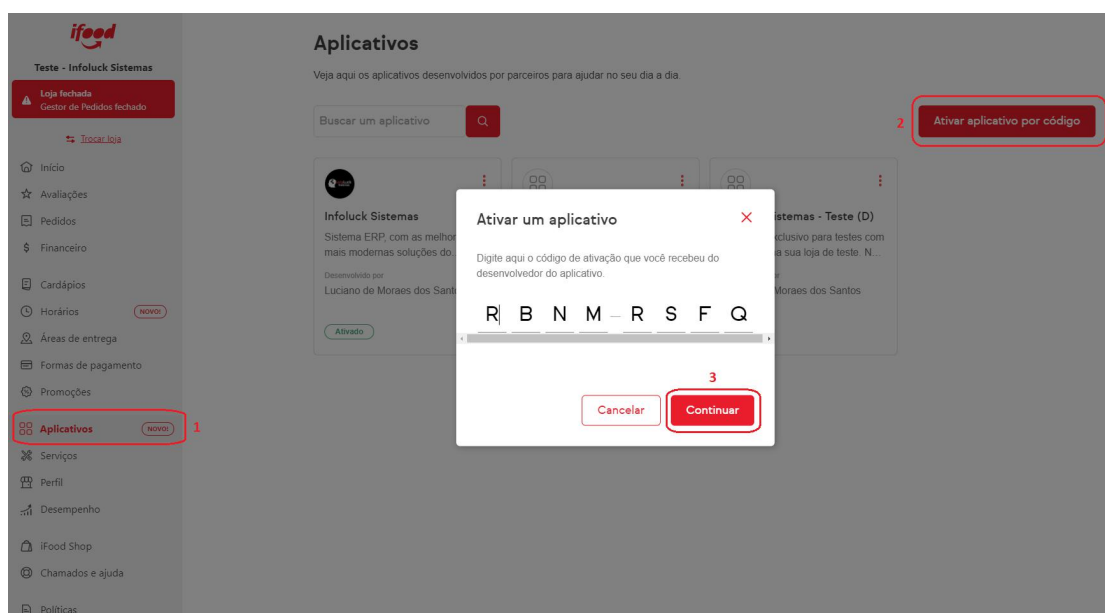 ifood
Teste - Infoluck Sistemas
Loja fechada
Gestor de Pedidos fechado
Trocar loja
Início
Avaliações
Pedidos
Financeiro
Cardápios
Horários NOVO!
Áreas de entrega
Formas de pagamento
Promoções
Aplicativos NOVO! 1
Serviços
Perfil
Desempenho
iFood Shop
Chamados e ajuda
Políticas
Aplicativos
Veja aqui os aplicativos desenvolvidos por parceiros para ajudar no seu dia a dia.
Buscar um aplicativo
2 Ativar aplicativo por código
Infoluck Sistemas
Sistema ERP, com as melhor
mais modernas soluções do
Desenvolvido por
Luciano de Moraes dos Sant
Ativado
istemas - Teste (D)
xclusivo para testes com
a sua loja de teste. N...
Moraes dos Santos
Ativar um aplicativo
Digite aqui o código de ativação que você recebeu do
desenvolvedor do aplicativo.
R B N M – R S F Q
3
Cancelar Continuar